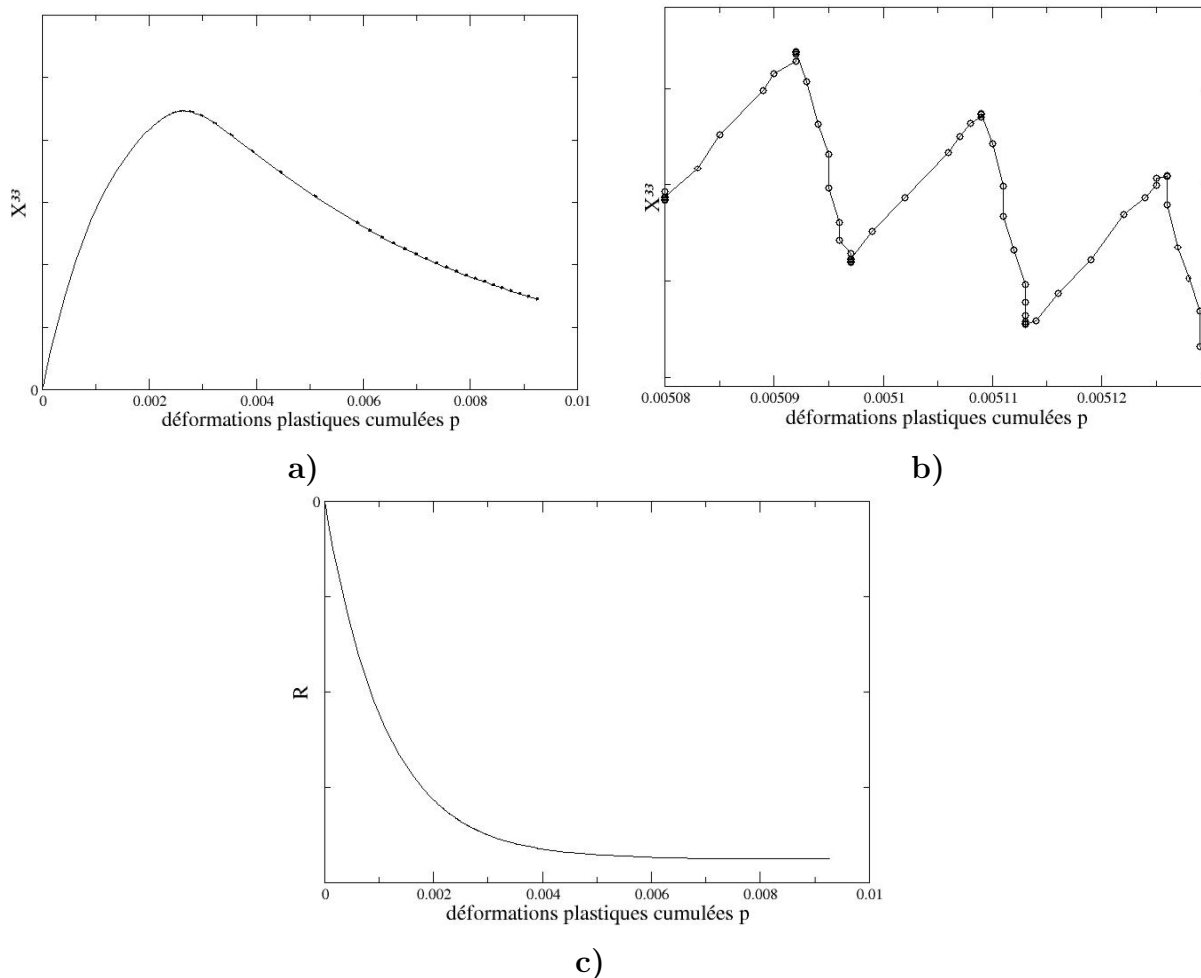 X³³
0
0
0.002
0.004
0.006
0.008
0.01
déformations plastiques cumulées p
a)
X³³
0.00508
0.00509
0.0051
0.00511
0.00512
déformations plastiques cumulées p
b)
0
R
0
0.002
0.004
0.006
0.008
0.01
déformations plastiques cumulées p
c)